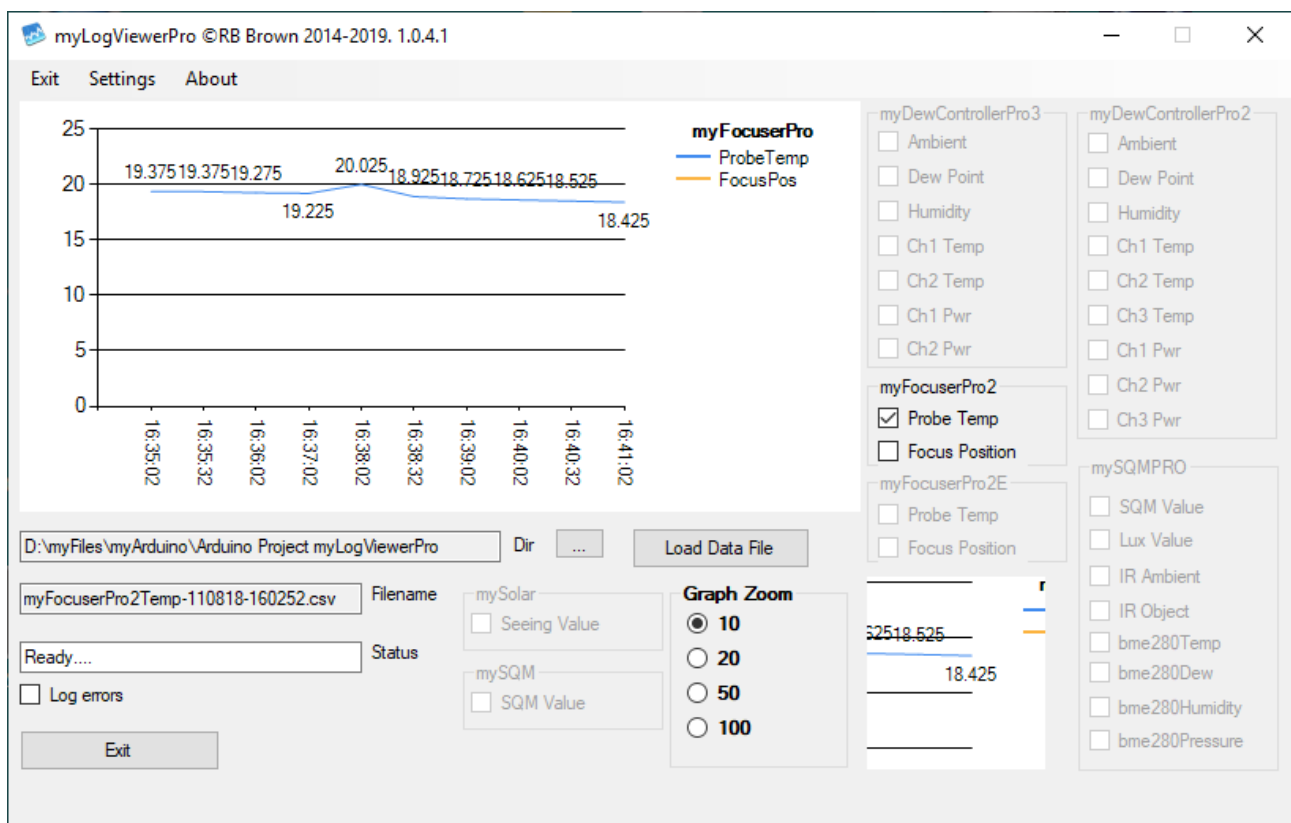 myLogViewerPro ©RB Brown 2014-2019. 1.0.4.1
Exit Settings About
25
20
15
10
5
0
19.375 19.375 19.275
19.225
20.025
18.925 18.725 18.625 18.525
18.425
16:35:02
16:35:32
16:36:02
16:37:02
16:38:02
16:38:32
16:39:02
16:40:02
16:40:32
16:41:02
myFocuserPro
ProbeTemp
FocusPos
myDewControllerPro3
Ambient
Dew Point
Humidity
Ch1 Temp
Ch2 Temp
Ch1 Pwr
Ch2 Pwr
myDewControllerPro2
Ambient
Dew Point
Humidity
Ch1 Temp
Ch2 Temp
Ch3 Temp
Ch1 Pwr
Ch2 Pwr
Ch3 Pwr
myFocuserPro2
Probe Temp
Focus Position
myFocuserPro2E
Probe Temp
Focus Position
mySQMPRO
SQM Value
Lux Value
IR Ambient
IR Object
bme280Temp
bme280Dew
bme280Humidity
bme280Pressure
D:\myFiles\myArduino\Arduino Project myLogViewerPro
Dir
...
Load Data File
myFocuserPro2Temp-110818-160252.csv
Filename
Ready....
Status
Log errors
Exit
mySolar
Seeing Value
mySQM
SQM Value
Graph Zoom
10
20
50
100
18.525
18.425